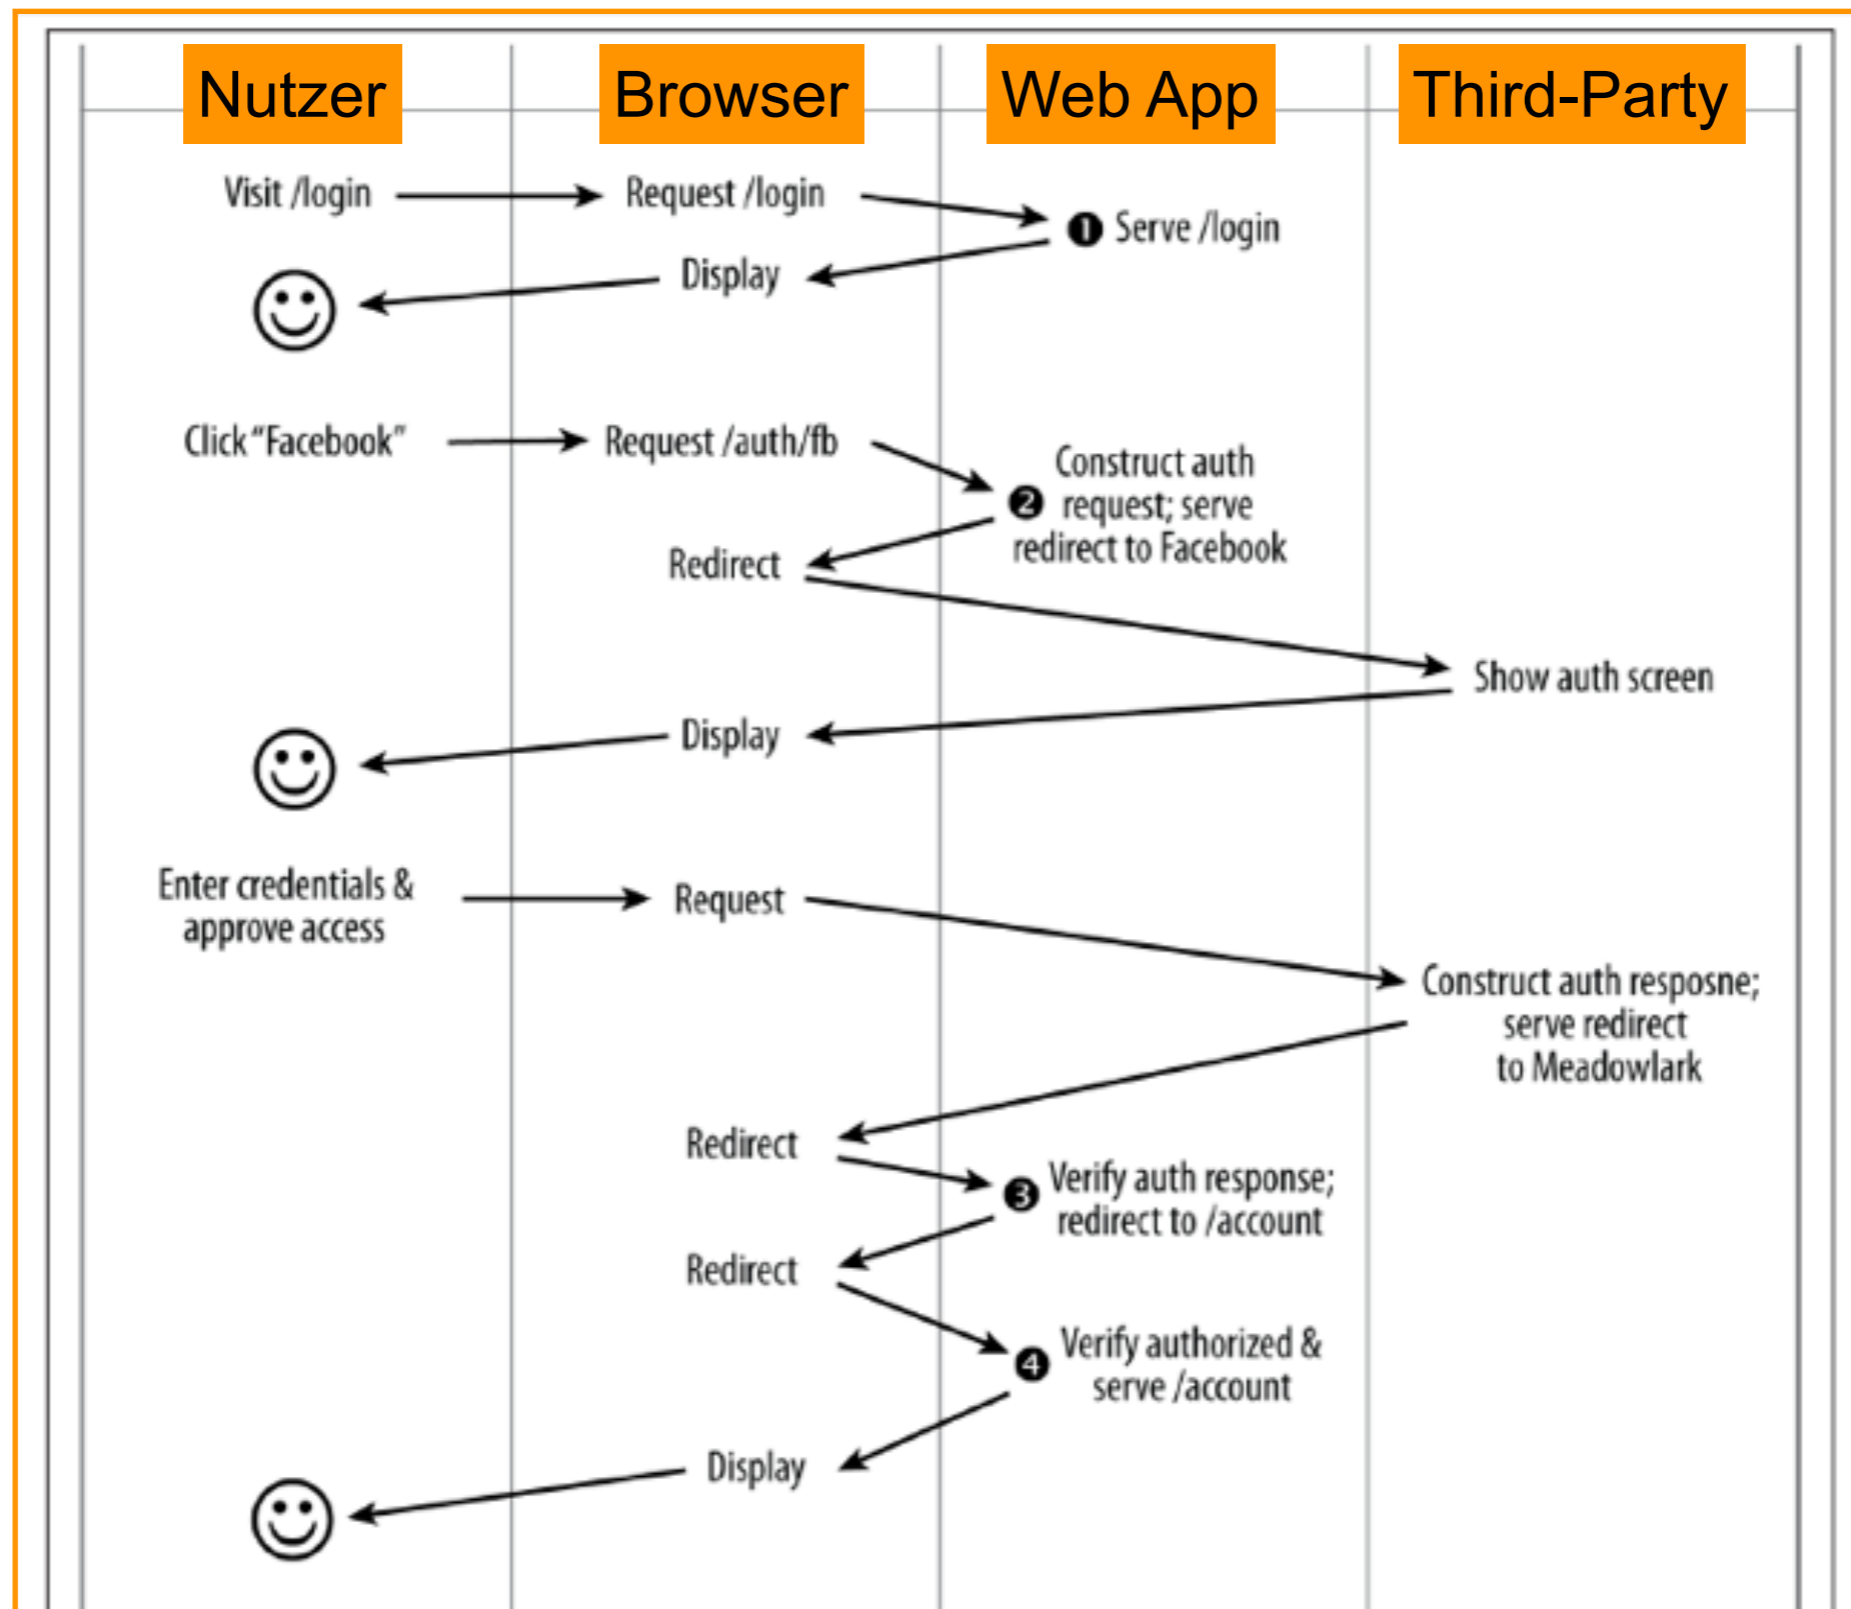 Nutzer Browser Web App Third-Party
Visit /login Request /login
❶ Serve /login
Display
Click “Facebook” Request /auth/fb
Construct auth
❷ request; serve
redirect to Facebook
Redirect
Show auth screen
Display
Enter credentials &
approve access
Request
Construct auth resposne;
serve redirect
to Meadowlark
Redirect
❸ Verify auth response;
redirect to /account
Redirect
❹ Verify authorized &
serve /account
Display